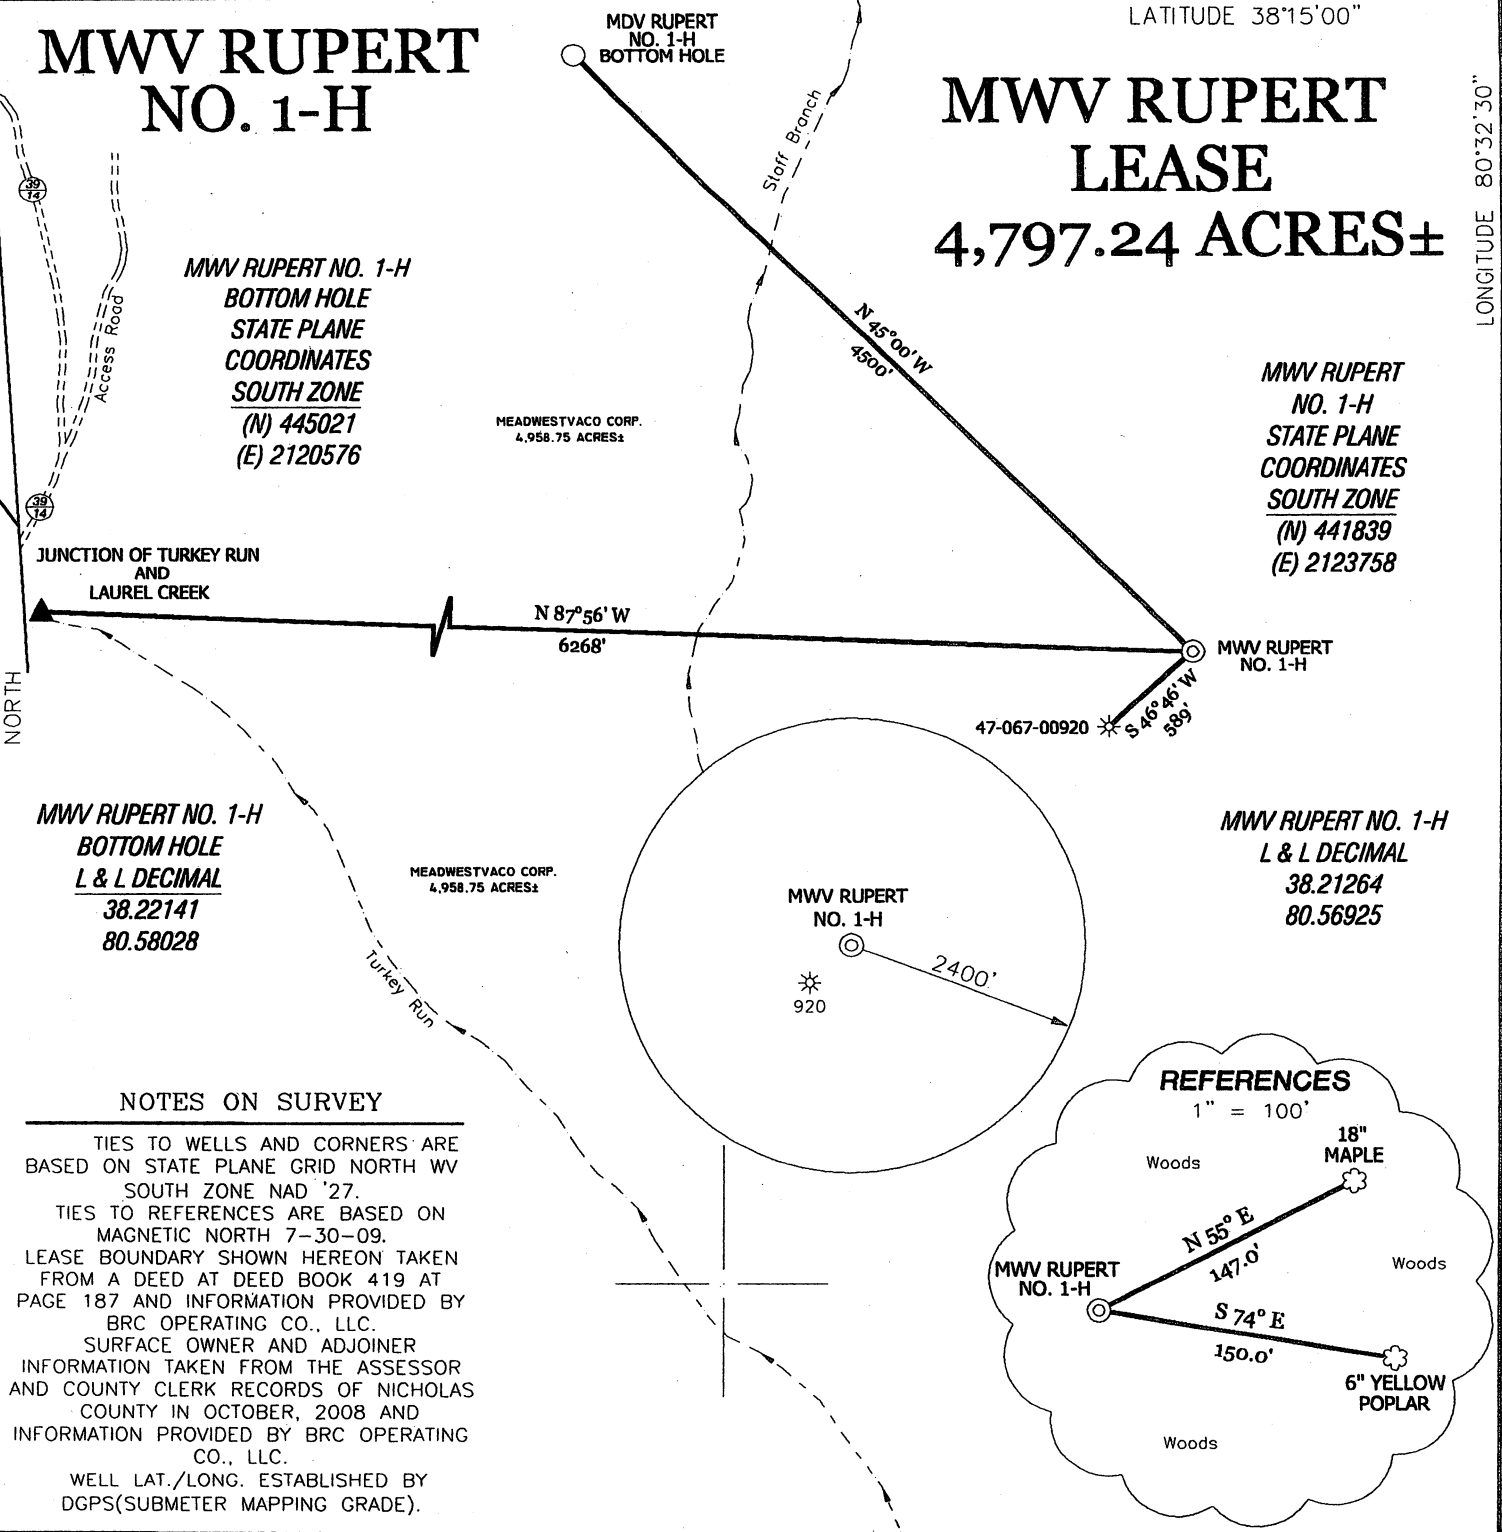 MWV RUPERT
NO. 1-H
MDV RUPERT
NO. 1-H
BOTTOM HOLE
LATITUDE 38°15'00"
MWV RUPERT
LEASE
4,797.24 ACRES±
LONGITUDE 80°32'30"
39
14
Access Road
39
14
MWV RUPERT NO. 1-H
BOTTOM HOLE
STATE PLANE
COORDINATES
SOUTH ZONE
(N) 445021
(E) 2120576
Staff Branch
N 45°00' W
4500'
MEADWESTVACO CORP.
4,958.75 ACRES±
MWV RUPERT
NO. 1-H
STATE PLANE
COORDINATES
SOUTH ZONE
(N) 441839
(E) 2123758
JUNCTION OF TURKEY RUN
AND
LAUREL CREEK
N 87°56' W
6268'
MWV RUPERT
NO. 1-H
NORTH
47-067-00920
S 46°46' W
589'
MWV RUPERT NO. 1-H
BOTTOM HOLE
L & L DECIMAL
38.22141
80.58028
MEADWESTVACO CORP.
4,958.75 ACRES±
Turkey Run
MWV RUPERT
NO. 1-H
2400'
920
MWV RUPERT NO. 1-H
L & L DECIMAL
38.21264
80.56925
NOTES ON SURVEY
TIES TO WELLS AND CORNERS ARE
BASED ON STATE PLANE GRID NORTH WV
SOUTH ZONE NAD '27.
TIES TO REFERENCES ARE BASED ON
MAGNETIC NORTH 7-30-09.
LEASE BOUNDARY SHOWN HEREON TAKEN
FROM A DEED AT DEED BOOK 419 AT
PAGE 187 AND INFORMATION PROVIDED BY
BRC OPERATING CO., LLC.
SURFACE OWNER AND ADJOINER
INFORMATION TAKEN FROM THE ASSESSOR
AND COUNTY CLERK RECORDS OF NICHOLAS
COUNTY IN OCTOBER, 2008 AND
INFORMATION PROVIDED BY BRC OPERATING
CO., LLC.
WELL LAT./LONG. ESTABLISHED BY
DGPS(SUBMETER MAPPING GRADE).
REFERENCES
1" = 100'
Woods
18"
MAPLE
N 55° E
147.0'
Woods
MWV RUPERT
NO. 1-H
S 74° E
150.0'
6" YELLOW
POPLAR
Woods